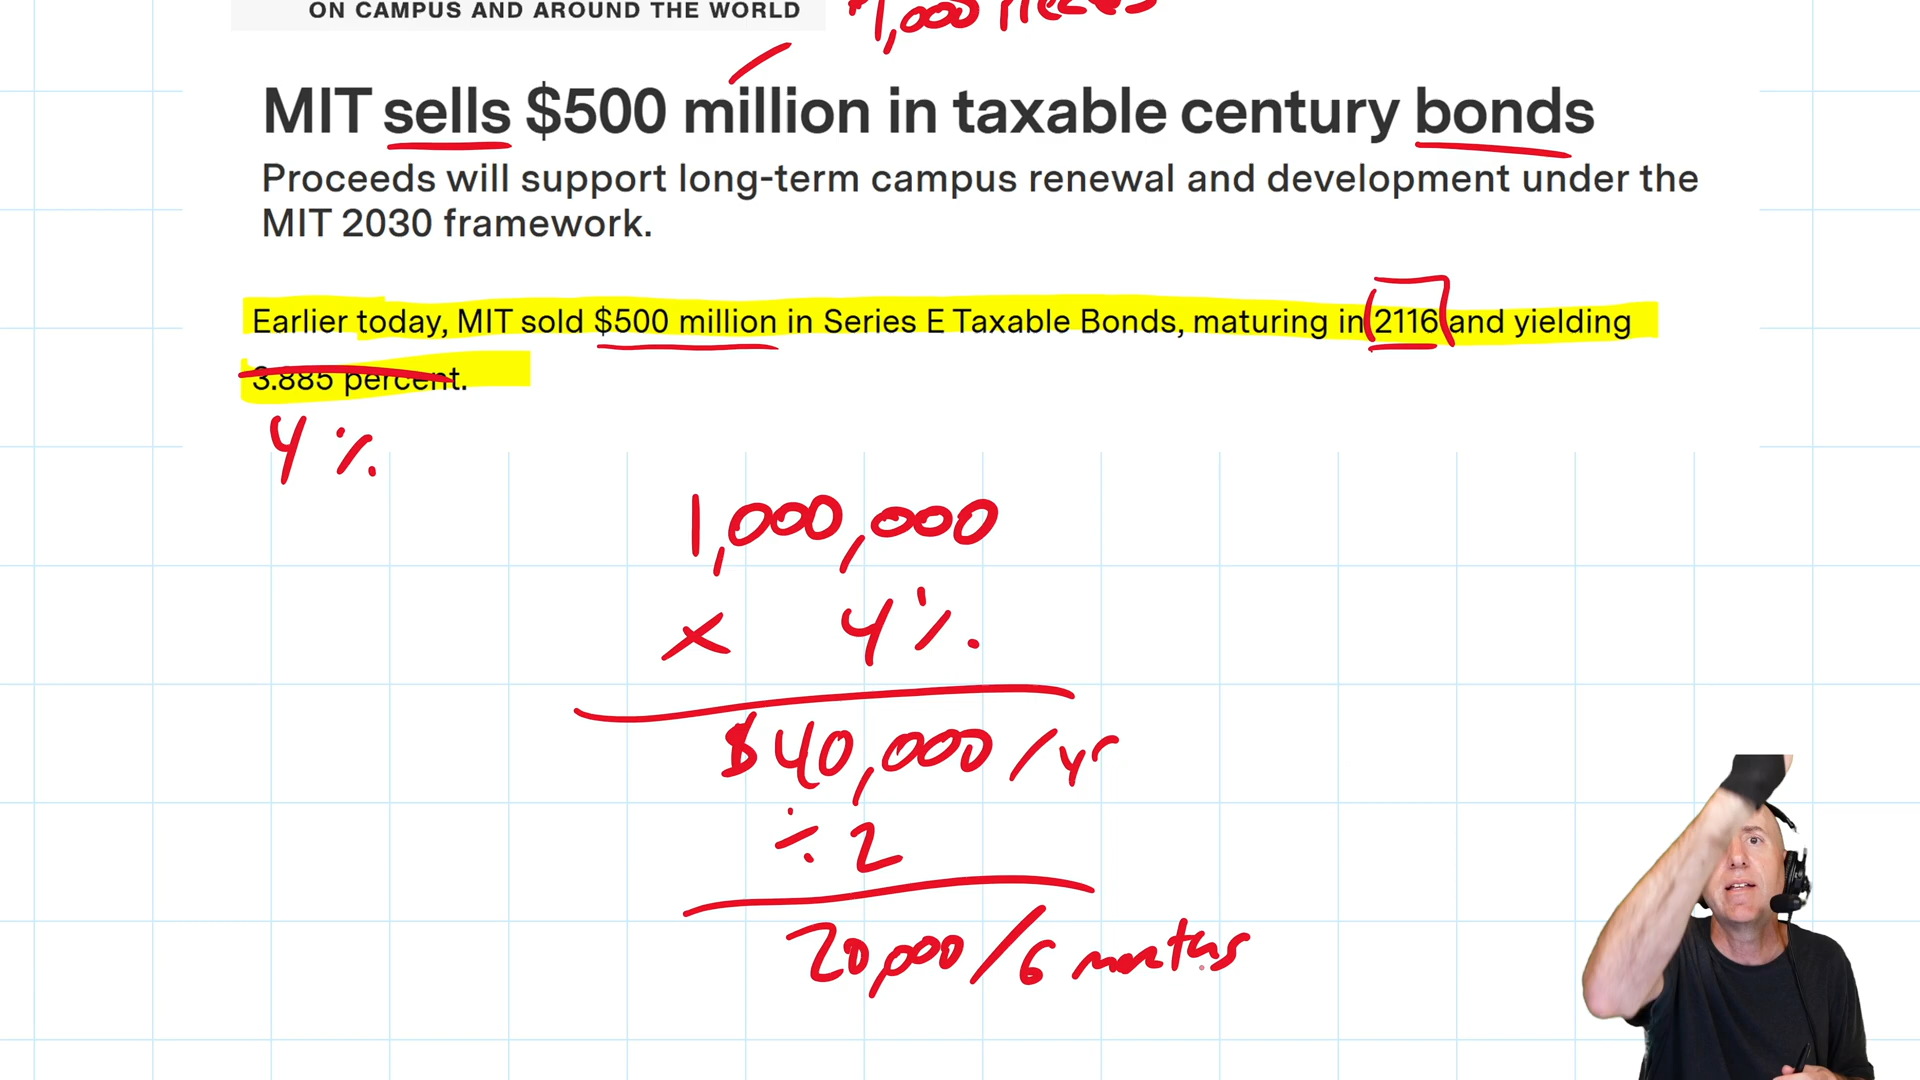 ON CAMPUS AND AROUND THE WORLD
1,000
MIT sells $500 million in taxable century bonds
Proceeds will support long-term campus renewal and development under the
MIT 2030 framework.
Earlier today, MIT sold $500 million in Series E Taxable Bonds, maturing in 2116 and yielding
3.885 percent.
4%
1,000,000
x 4%
$40,000/yr
÷ 2
20,000/6 months